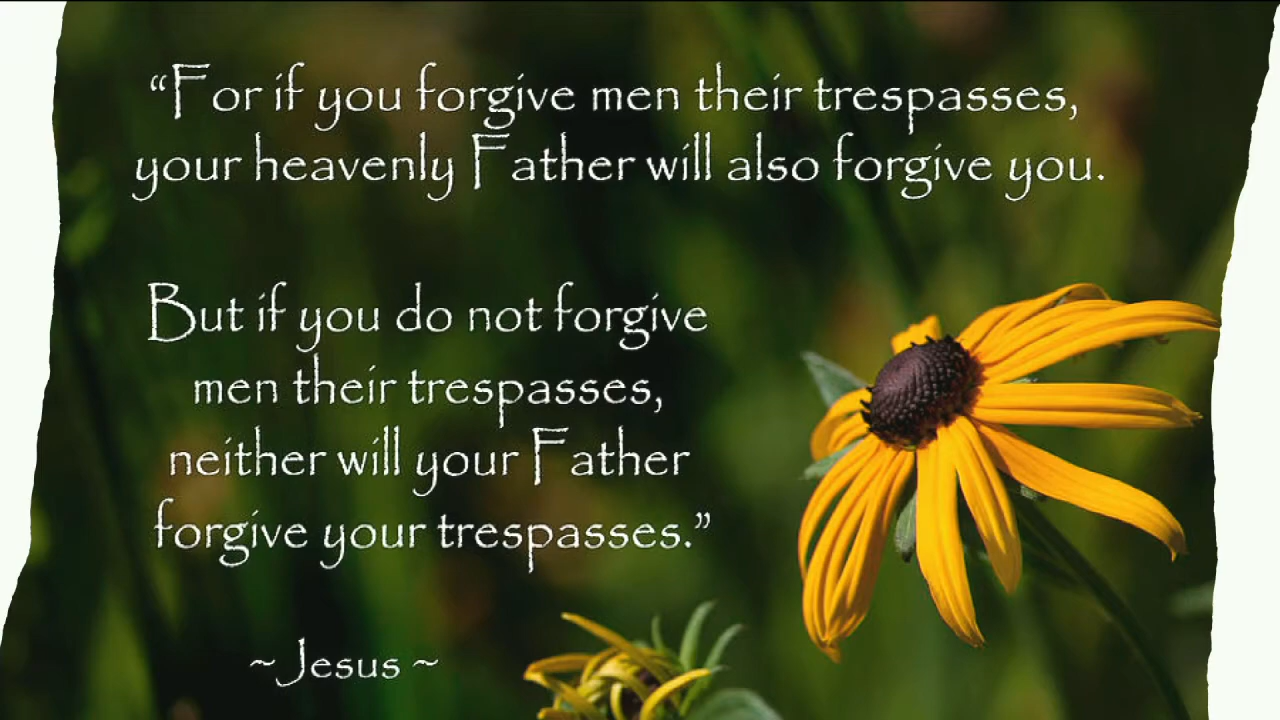 “For if you forgive men their trespasses,
your heavenly Father will also forgive you.
But if you do not forgive
men their trespasses,
neither will your Father
forgive your trespasses.”
~Jesus ~